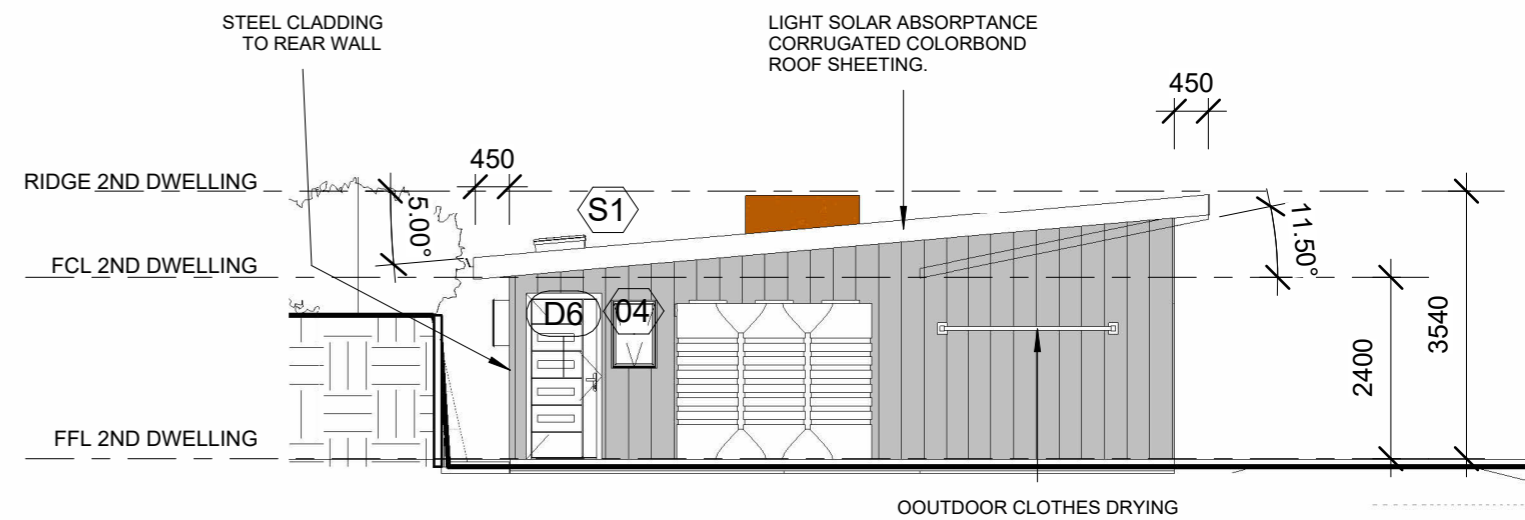 STEEL CLADDING
TO REAR WALL
LIGHT SOLAR ABSORPTANCE
CORRUGATED COLORBOND
ROOF SHEETING.
450
450
RIDGE 2ND DWELLING
S1
5.00°
11.50°
FCL 2ND DWELLING
D6
04
2400
3540
FFL 2ND DWELLING
OOUTDOOR CLOTHES DRYING